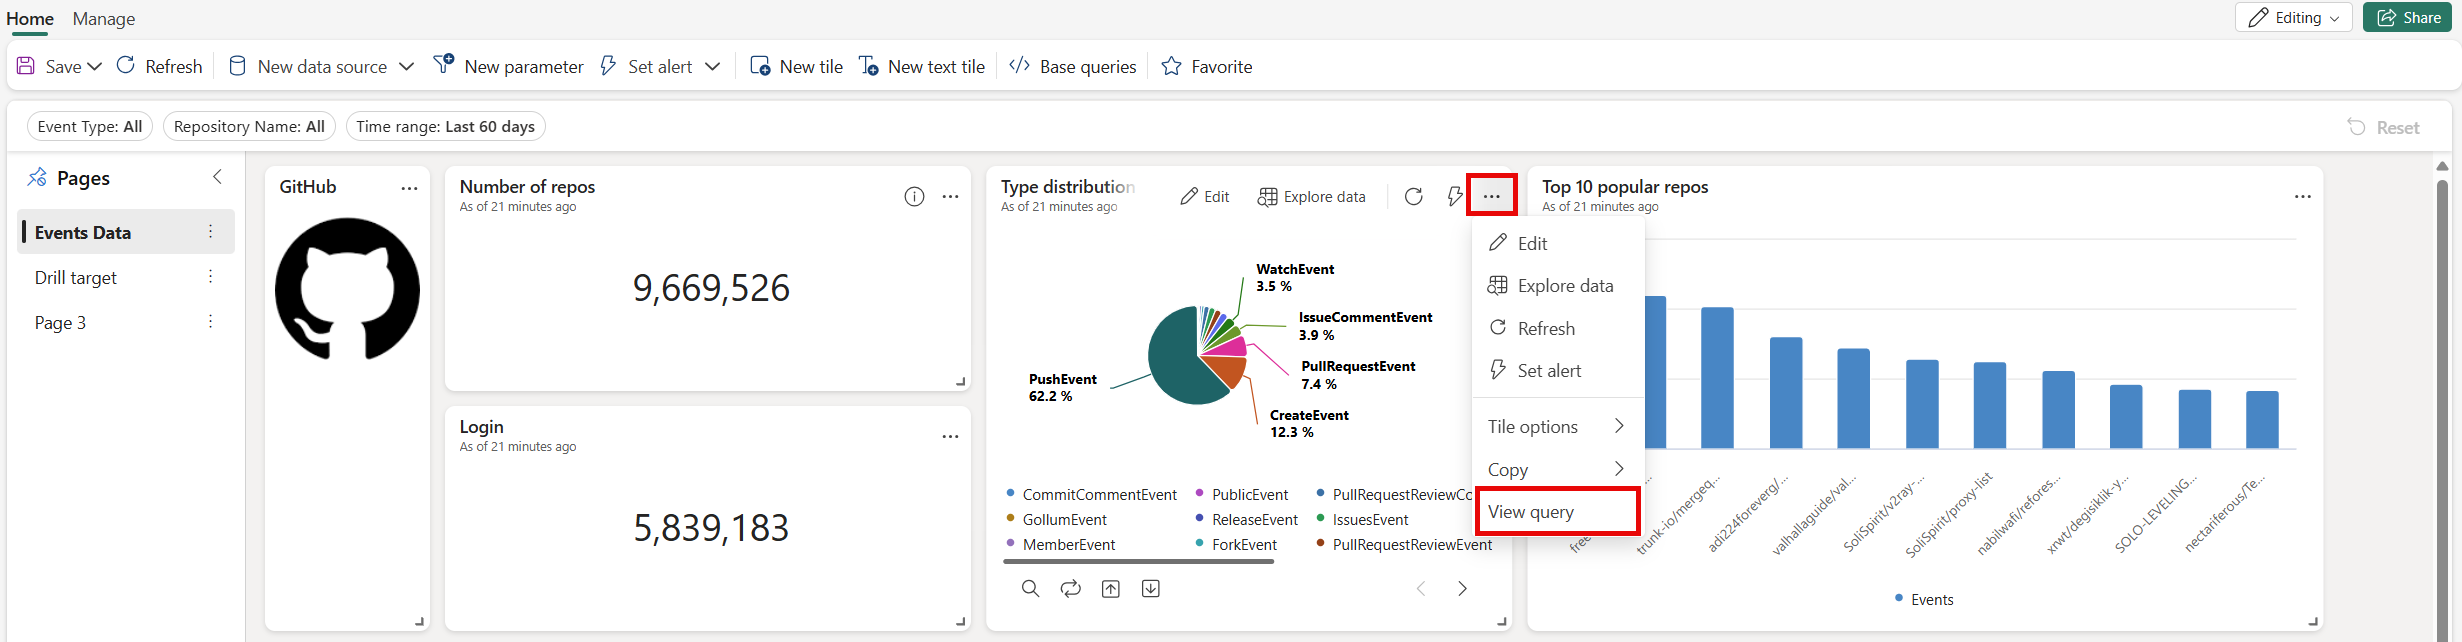 Home Manage
Editing
Share
Save
Refresh
New data source
New parameter
Set alert
New tile
New text tile
Base queries
Favorite
Event Type: All
Repository Name: All
Time range: Last 60 days
Reset
Pages
Events Data
Drill target
Page 3
GitHub
Number of repos
As of 21 minutes ago
9,669,526
Login
As of 21 minutes ago
5,839,183
Type distribution
As of 21 minutes ago
Edit
Explore data
WatchEvent
3.5 %
IssueCommentEvent
3.9 %
PullRequestEvent
7.4 %
PushEvent
62.2 %
CreateEvent
12.3 %
CommitCommentEvent
PublicEvent
PullRequestReviewCo
GollumEvent
ReleaseEvent
IssuesEvent
MemberEvent
ForkEvent
PullRequestReviewEvent
Edit
Explore data
Refresh
Set alert
Tile options
Copy
View query
Top 10 popular repos
As of 21 minutes ago
trunk-io/mergeq...
adi224foreverg/...
valhallaguide/val...
SoliSpirit/v2ray-...
SoliSpirit/proxy-list
nabilwafi/refores...
xrwt/degisiklik-y...
SOLO-LEVELING...
nectariferous/Te...
Events